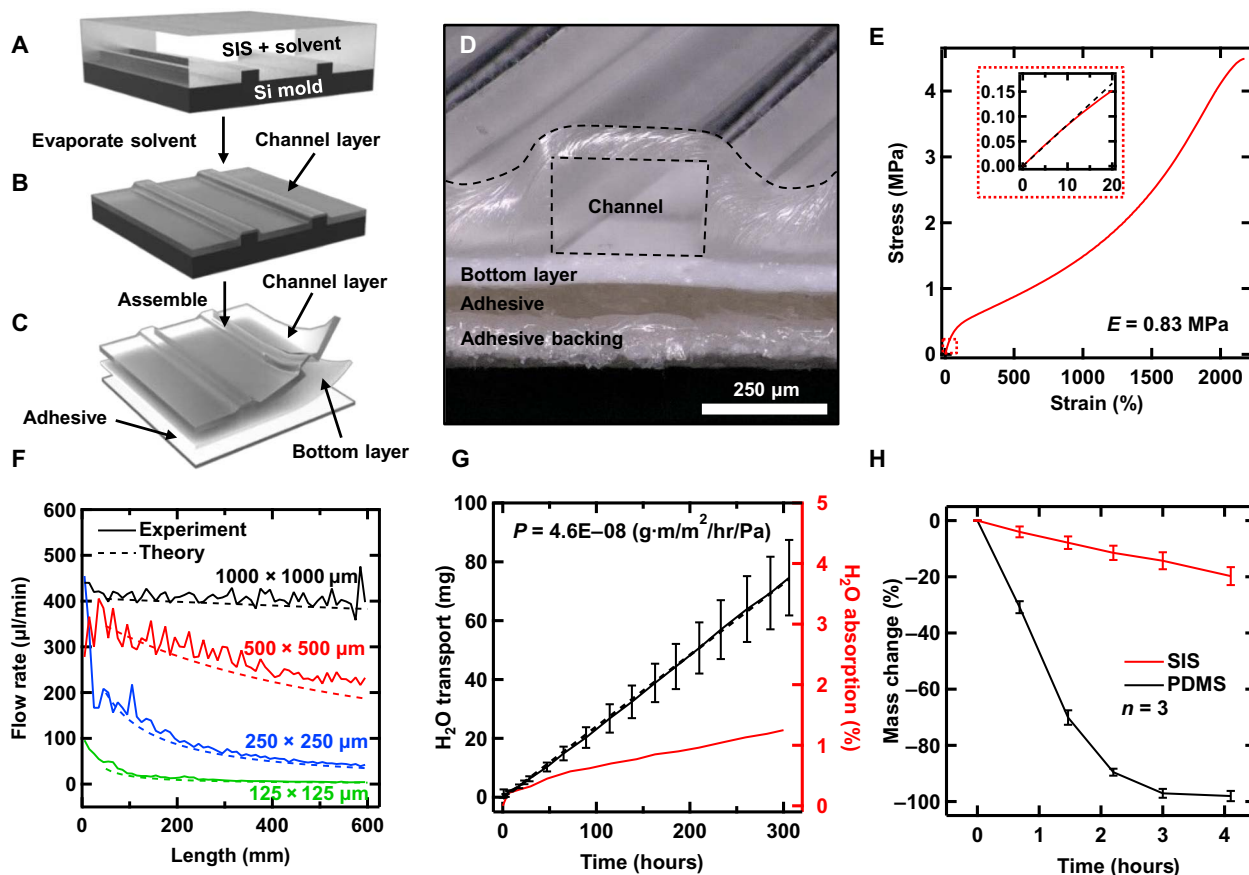 A
SIS + solvent
Si mold
Evaporate solvent
Channel layer
B
Assemble
Channel layer
C
Adhesive
Bottom layer
D
Channel
Bottom layer
Adhesive
Adhesive backing
250 µm
E
Stress (MPa)
4
3
2
1
0
0.15
0.10
0.05
0.00
0 10 20
E = 0.83 MPa
0 500 1000 1500 2000
Strain (%)
F
Flow rate (µl/min)
600
500
400
300
200
100
0
Experiment
Theory
1000 × 1000 µm
500 × 500 µm
250 × 250 µm
125 × 125 µm
0 200 400 600
Length (mm)
G
H₂O transport (mg)
100
80
60
40
20
0
P = 4.6E–08 (g·m/m²/hr/Pa)
5
4
3
2
1
0
H₂O absorption (%)
0 100 200 300
Time (hours)
H
Mass change (%)
0
–20
–40
–60
–80
–100
SIS
PDMS
n = 3
0 1 2 3 4
Time (hours)